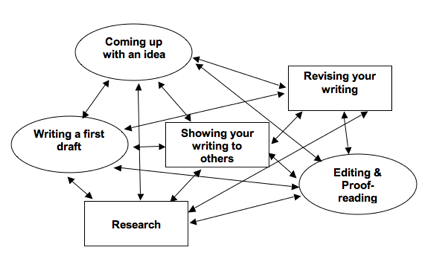 Coming up
with an idea
Revising your
writing
Writing a first
draft
Showing your
writing to
others
Editing &
Proof-
reading
Research